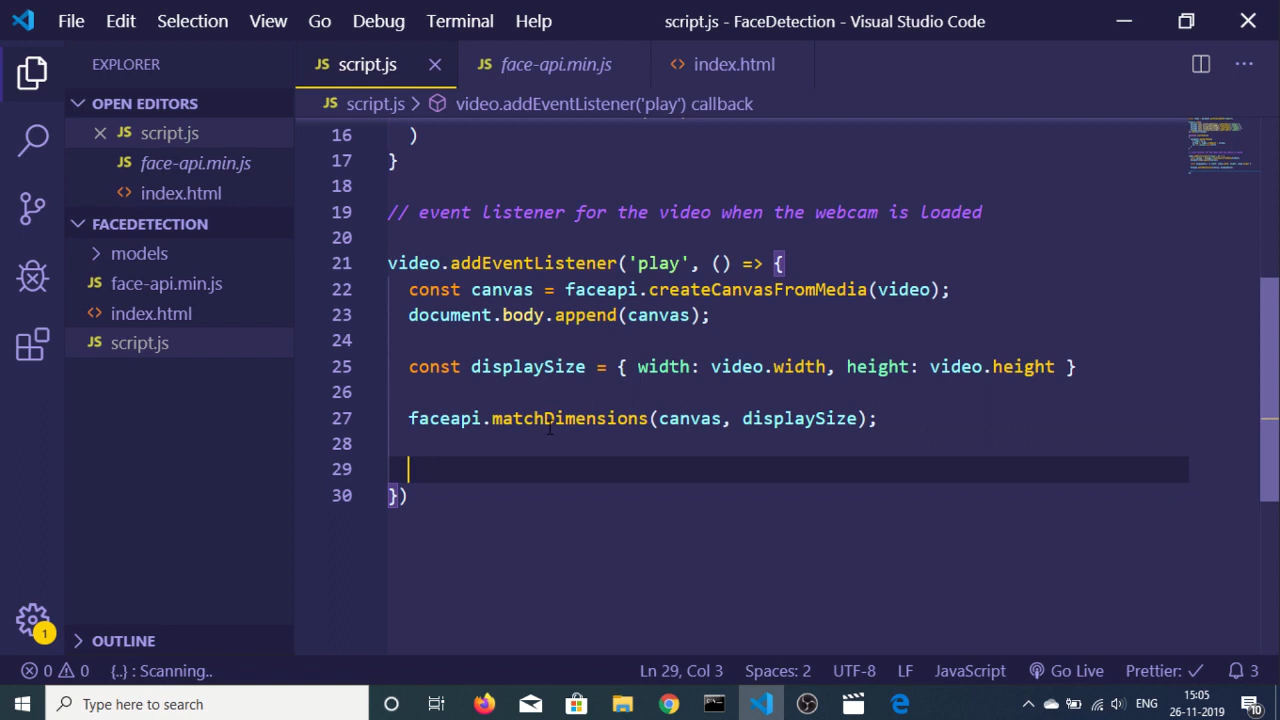 File Edit Selection View Go Debug Terminal Help script.js - FaceDetection - Visual Studio Code
EXPLORER
OPEN EDITORS
JS script.js
JS face-api.min.js
<> index.html
FACEDETECTION
models
JS face-api.min.js
<> index.html
JS script.js
OUTLINE
1
JS script.js JS face-api.min.js <> index.html
JS script.js > video.addEventListener('play') callback
16 )
17 }
18
19 // event listener for the video when the webcam is loaded
20
21 video.addEventListener('play', () => {
22 const canvas = faceapi.createCanvasFromMedia(video);
23 document.body.append(canvas);
24
25 const displaySize = { width: video.width, height: video.height }
26
27 faceapi.matchDimensions(canvas, displaySize);
28
29
30 })
0 0 {..} : Scanning.. Ln 29, Col 3 Spaces: 2 UTF-8 LF JavaScript Go Live Prettier: ✓ 3
Type here to search ENG 15:05 26-11-2019 10